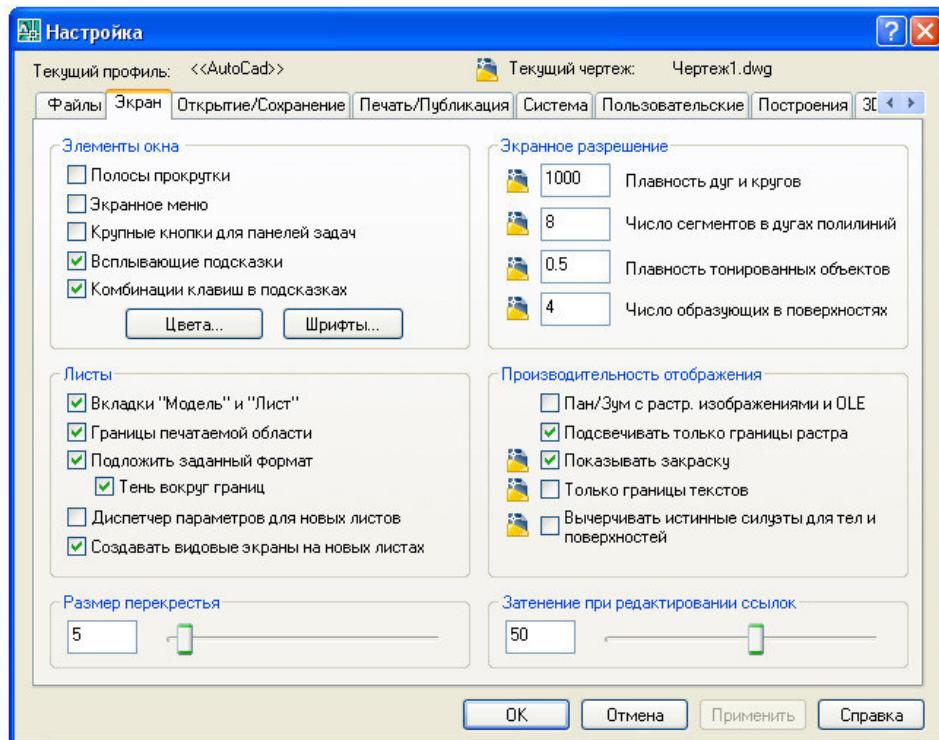 Настройка
Текущий профиль: <<AutoCad>> Текущий чертеж: Чертеж1.dwg
Файлы Экран Открытие/Сохранение Печать/Публикация Система Пользовательские Построения 3D
Элементы окна
Полосы прокрутки
Экранное меню
Крупные кнопки для панелей задач
Всплывающие подсказки
Комбинации клавиш в подсказках
Цвета... Шрифты...
Экранное разрешение
1000 Плавность дуг и кругов
8 Число сегментов в дугах полилиний
0.5 Плавность тонированных объектов
4 Число образующих в поверхностях
Листы
Вкладки "Модель" и "Лист"
Границы печатаемой области
Подложить заданный формат
Тень вокруг границ
Диспетчер параметров для новых листов
Создавать видовые экраны на новых листах
Производительность отображения
Пан/Зум с растр. изображениями и OLE
Подсвечивать только границы растра
Показывать закраску
Только границы текстов
Вычерчивать истинные силуэты для тел и
поверхностей
Размер перекрестья
5
Затенение при редактировании ссылок
50
OK Отмена Применить Справка